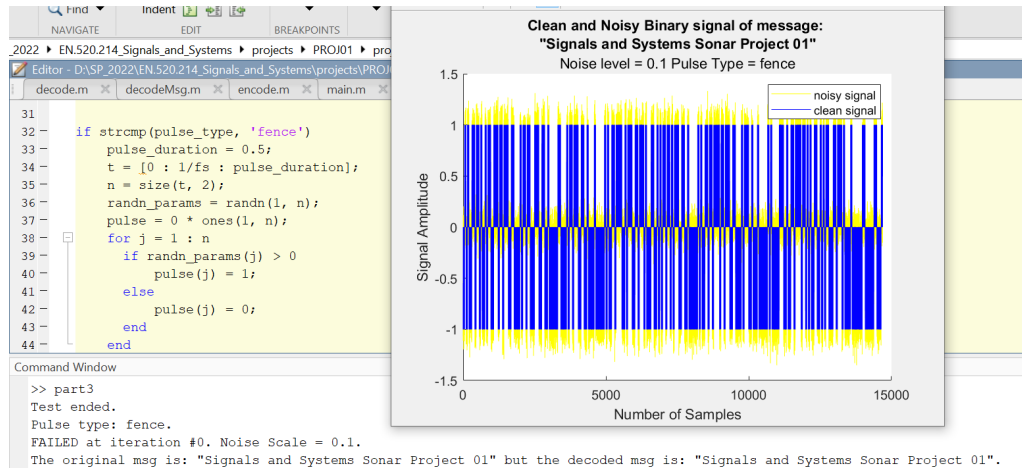 Find
Indent
NAVIGATE
EDIT
BREAKPOINTS
_2022 ▸ EN.520.214_Signals_and_Systems ▸ projects ▸ PROJ01 ▸ pro
Editor - D:\SP_2022\EN.520.214_Signals_and_Systems\projects\PROJ
decode.m
decodeMsg.m
encode.m
main.m
31
32 - if strcmp(pulse_type, 'fence')
33 - pulse_duration = 0.5;
34 - t = [0 : 1/fs : pulse_duration];
35 - n = size(t, 2);
36 - randn_params = randn(1, n);
37 - pulse = 0 * ones(1, n);
38 - for j = 1 : n
39 - if randn_params(j) > 0
40 - pulse(j) = 1;
41 - else
42 - pulse(j) = 0;
43 - end
44 - end
Clean and Noisy Binary signal of message:
"Signals and Systems Sonar Project 01"
Noise level = 0.1 Pulse Type = fence
noisy signal
clean signal
Signal Amplitude
1.5
1
0.5
0
-0.5
-1
-1.5
0
5000
10000
15000
Number of Samples
Command Window
>> part3
Test ended.
Pulse type: fence.
FAILED at iteration #0. Noise Scale = 0.1.
The original msg is: "Signals and Systems Sonar Project 01" but the decoded msg is: "Signals and Systems Sonar Project 01".